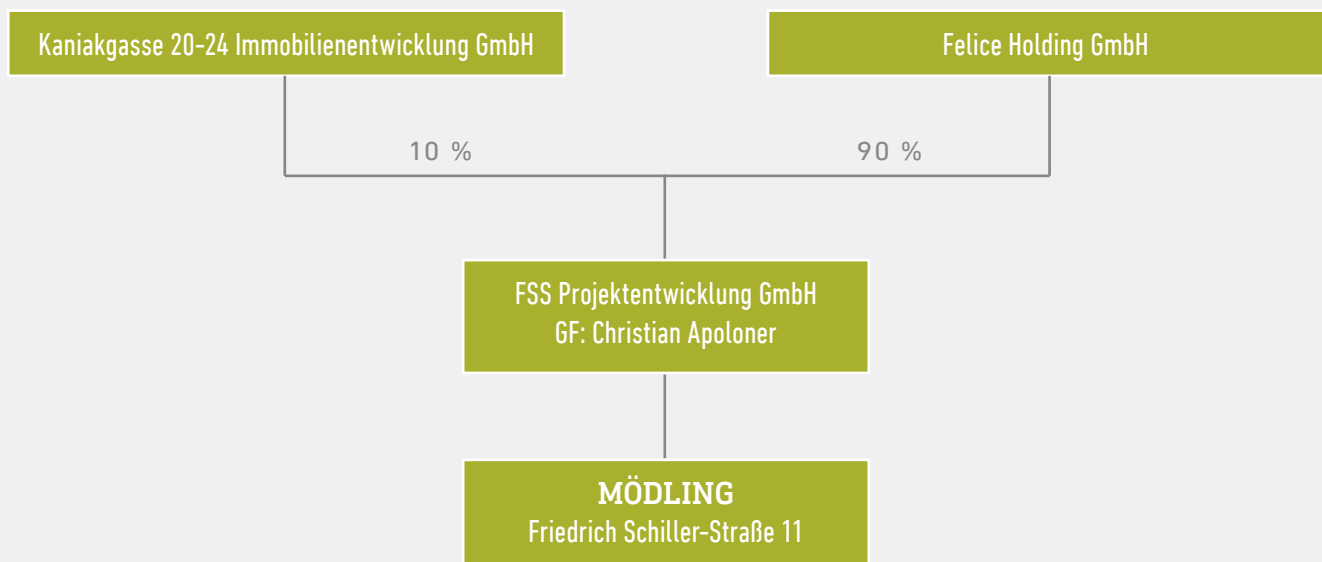 Kaniakgasse 20-24 Immobilienentwicklung GmbH
Felice Holding GmbH
10 %
90 %
FSS Projektentwicklung GmbH
GF: Christian Apoloner
MÖDLING
Friedrich Schiller-Straße 11